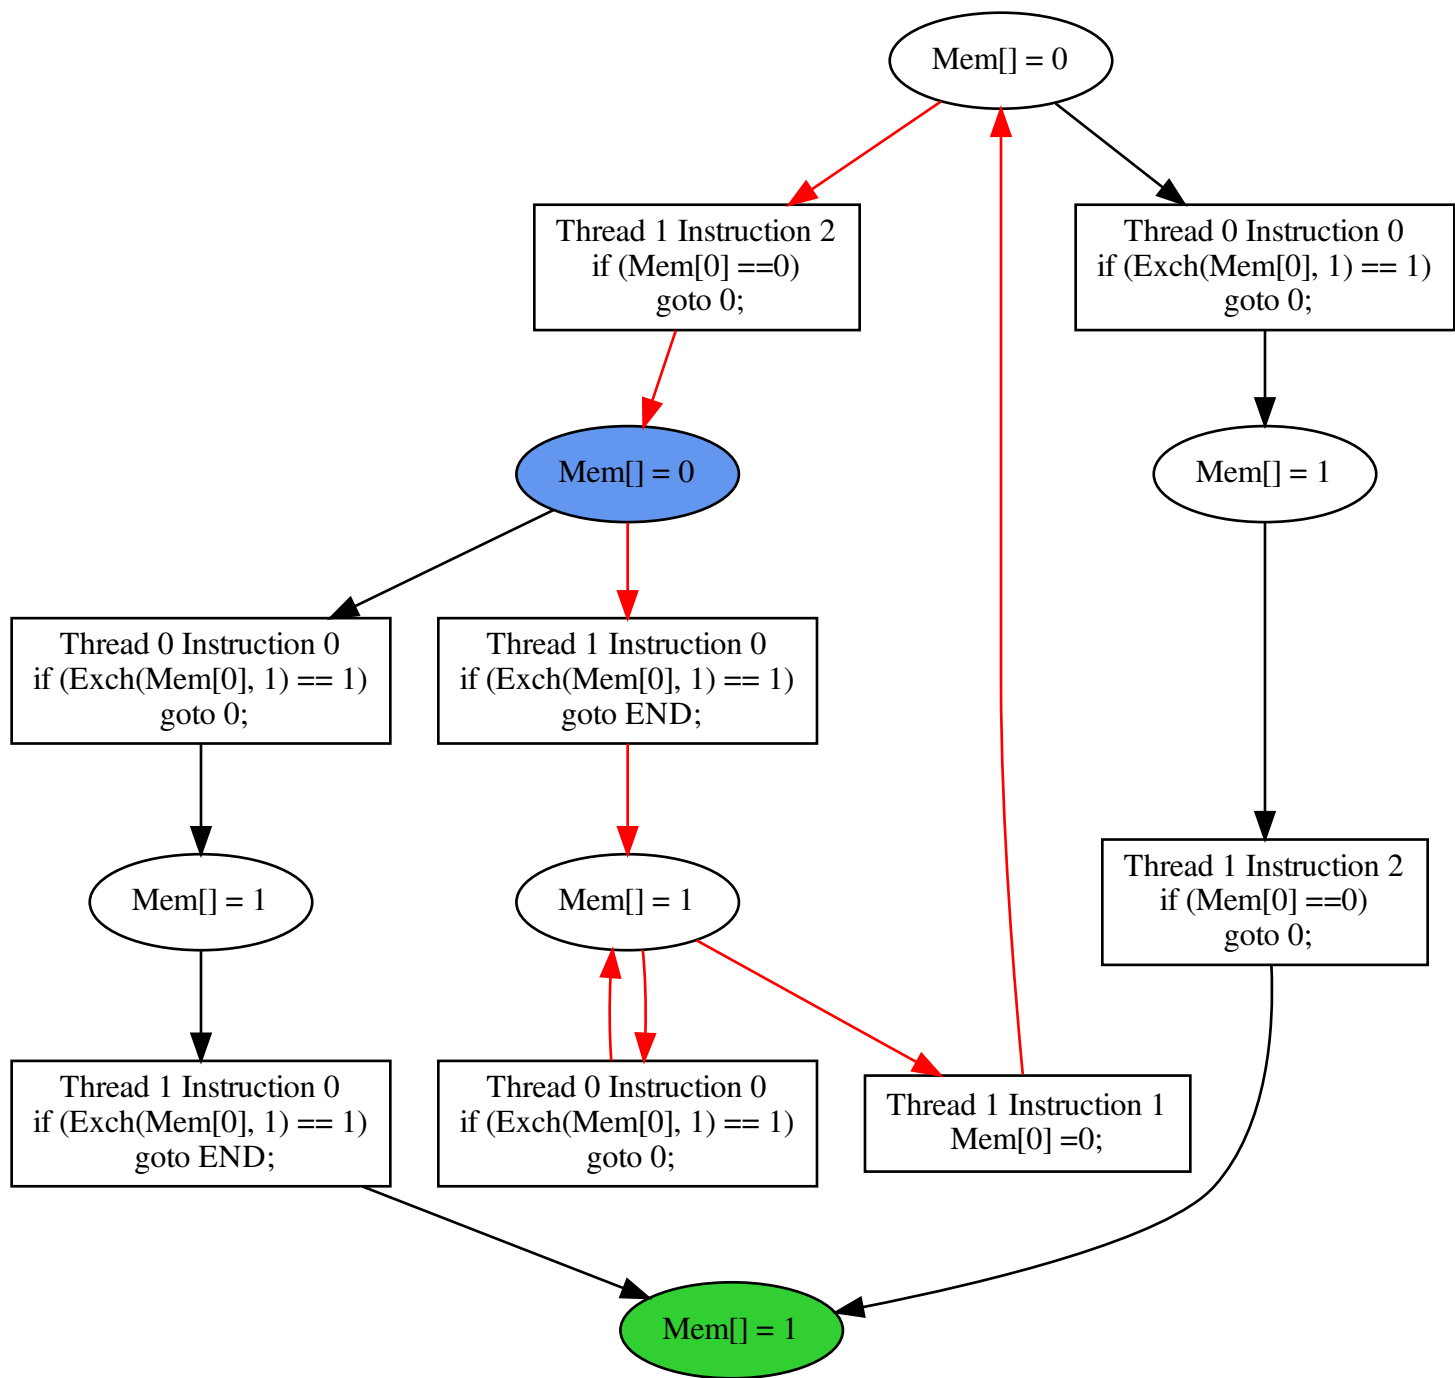 Mem[] = 0
Thread 1 Instruction 2
if (Mem[0] ==0)
goto 0;
Thread 0 Instruction 0
if (Exch(Mem[0], 1) == 1)
goto 0;
Mem[] = 0
Mem[] = 1
Thread 0 Instruction 0
if (Exch(Mem[0], 1) == 1)
goto 0;
Thread 1 Instruction 0
if (Exch(Mem[0], 1) == 1)
goto END;
Mem[] = 1
Mem[] = 1
Thread 1 Instruction 2
if (Mem[0] ==0)
goto 0;
Thread 1 Instruction 0
if (Exch(Mem[0], 1) == 1)
goto END;
Thread 0 Instruction 0
if (Exch(Mem[0], 1) == 1)
goto 0;
Thread 1 Instruction 1
Mem[0] =0;
Mem[] = 1